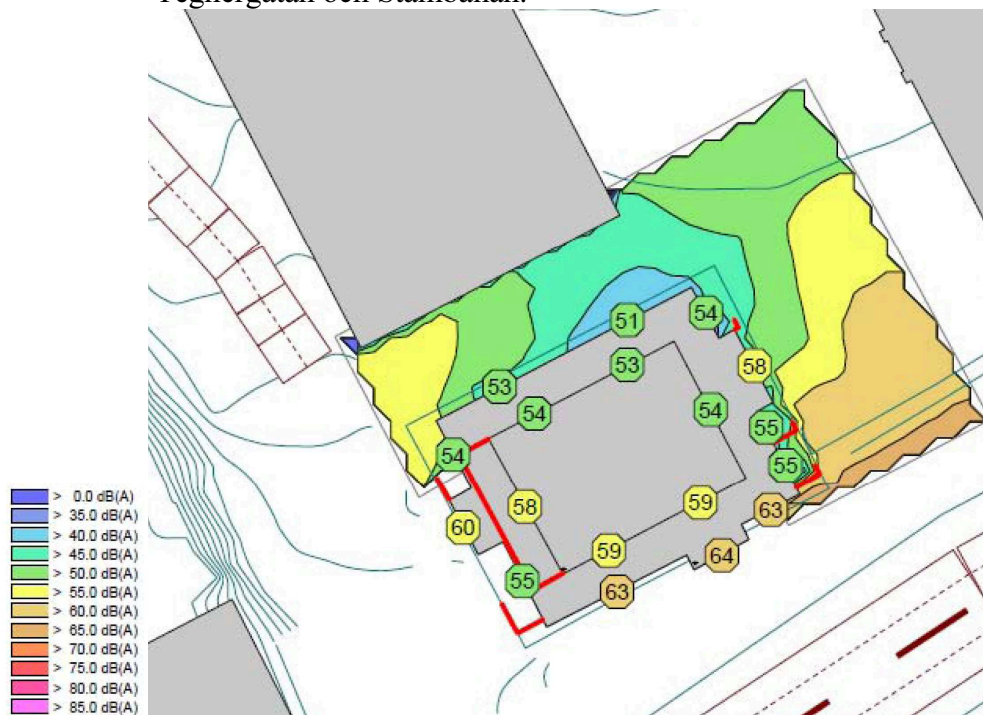 Tegnérgatan och Stambanan.
54
51
53
58
53
54
54
55
54
55
58
59
63
60
59
64
55
63
> 0.0 dB(A)
> 35.0 dB(A)
> 40.0 dB(A)
> 45.0 dB(A)
> 50.0 dB(A)
> 55.0 dB(A)
> 60.0 dB(A)
> 65.0 dB(A)
> 70.0 dB(A)
> 75.0 dB(A)
> 80.0 dB(A)
> 85.0 dB(A)